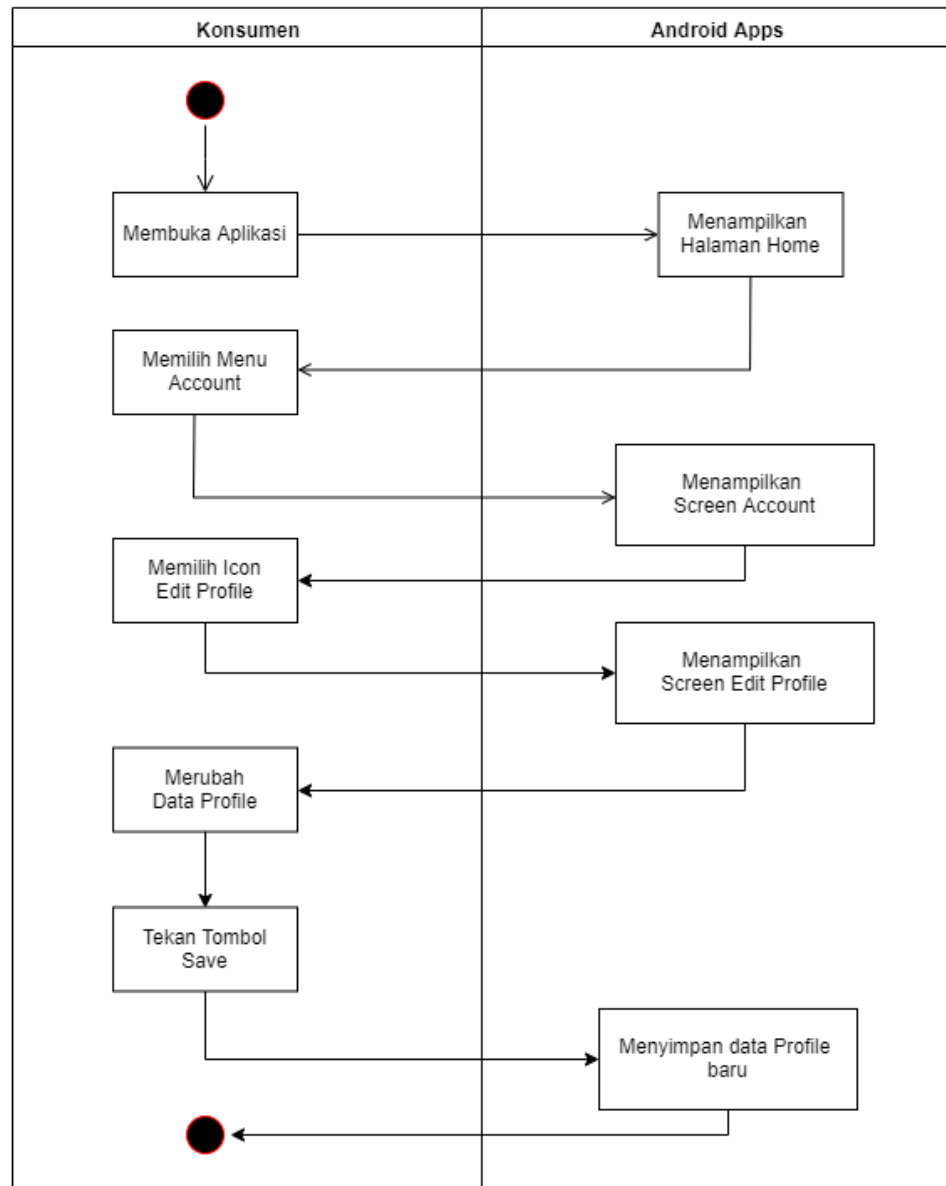 Konsumen
Android Apps
Membuka Aplikasi
Menampilkan
Halaman Home
Memilih Menu
Account
Menampilkan
Screen Account
Memilih Icon
Edit Profile
Menampilkan
Screen Edit Profile
Merubah
Data Profile
Tekan Tombol
Save
Menyimpan data Profile
baru